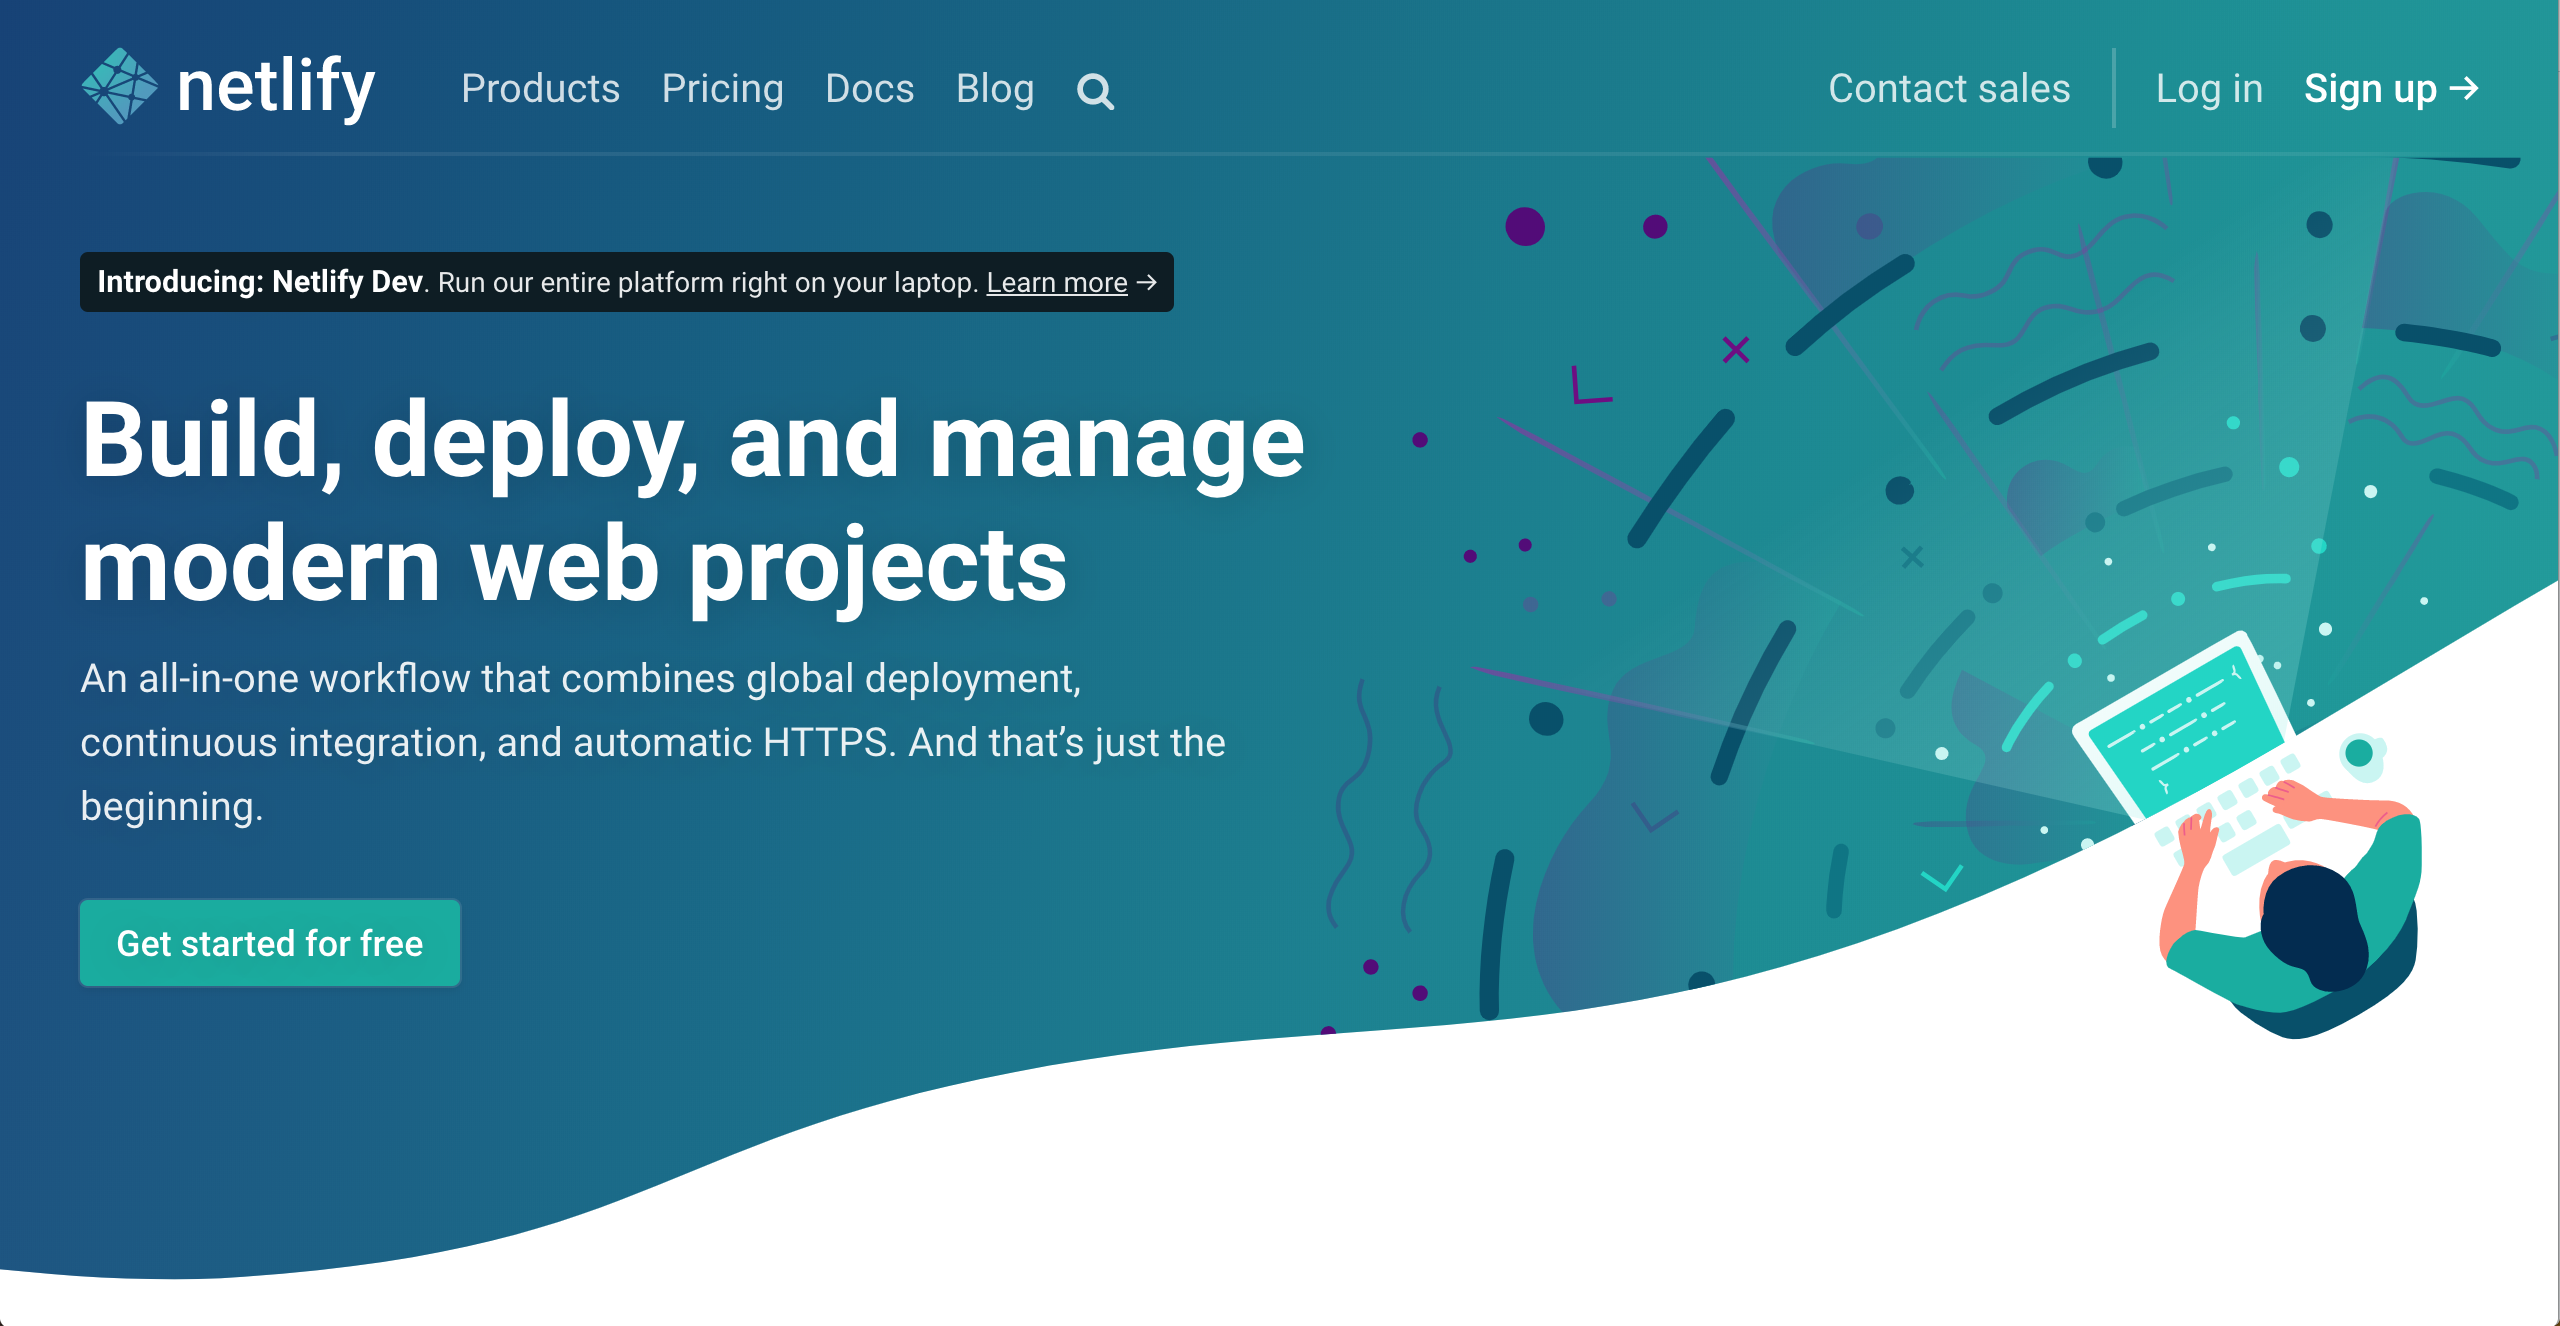 netlify
Products Pricing Docs Blog
Contact sales Log in Sign up →
Introducing: Netlify Dev. Run our entire platform right on your laptop. Learn more →
Build, deploy, and manage
modern web projects
An all-in-one workflow that combines global deployment,
continuous integration, and automatic HTTPS. And that’s just the
beginning.
Get started for free